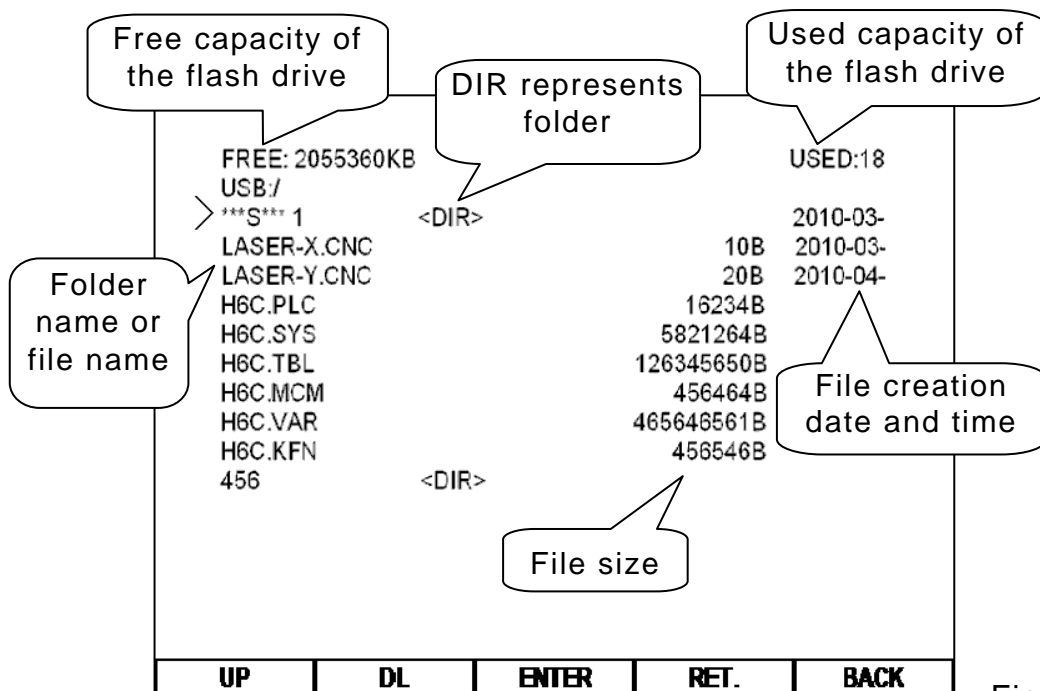 Free capacity of
the flash drive
Used capacity of
the flash drive
DIR represents
folder
FREE: 2055360KB USED:18
USB:/
***S*** 1 <DIR> 2010-03-
LASER-X.CNC 10B 2010-03-
LASER-Y.CNC 20B 2010-04-
H6C.PLC 16234B
H6C.SYS 5821264B
H6C.TBL 126345650B
H6C.MCM 456464B
H6C.VAR 465646561B
H6C.KFN 456546B
456 <DIR>
Folder
name or
file name
File creation
date and time
File size
UP DL ENTER RET. BACK